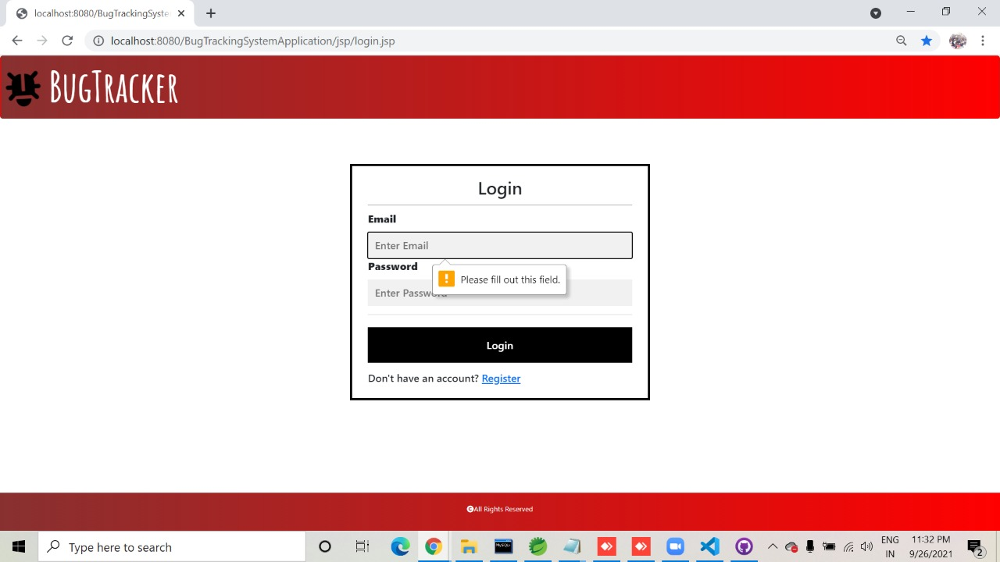 localhost:8080/BugTrackingSyste
localhost:8080/BugTrackingSystemApplication/jsp/login.jsp
BugTracker
Login
Email
Enter Email
Please fill out this field.
Password
Enter Password
Login
Don't have an account? Register
All Rights Reserved
Type here to search
MySQL
ENG
IN
11:32 PM
9/26/2021
2